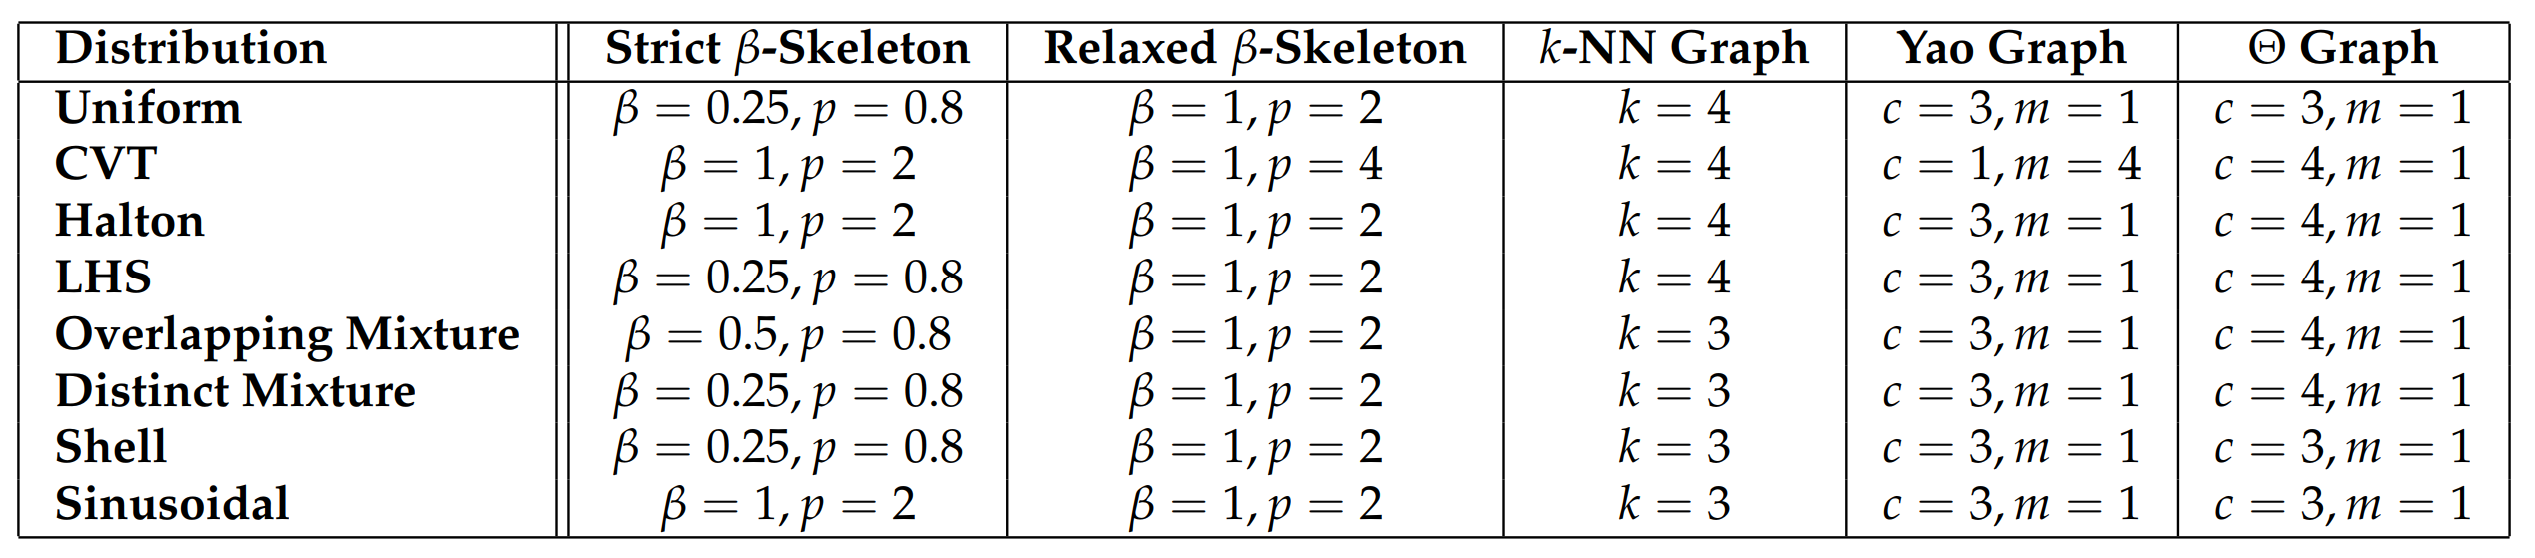 Distribution Strict β-Skeleton Relaxed β-Skeleton k-NN Graph Yao Graph Θ Graph
Uniform β = 0.25, p = 0.8 β = 1, p = 2 k = 4 c = 3, m = 1 c = 3, m = 1
CVT β = 1, p = 2 β = 1, p = 4 k = 4 c = 1, m = 4 c = 4, m = 1
Halton β = 1, p = 2 β = 1, p = 2 k = 4 c = 3, m = 1 c = 4, m = 1
LHS β = 0.25, p = 0.8 β = 1, p = 2 k = 4 c = 3, m = 1 c = 4, m = 1
Overlapping Mixture β = 0.5, p = 0.8 β = 1, p = 2 k = 3 c = 3, m = 1 c = 4, m = 1
Distinct Mixture β = 0.25, p = 0.8 β = 1, p = 2 k = 3 c = 3, m = 1 c = 4, m = 1
Shell β = 0.25, p = 0.8 β = 1, p = 2 k = 3 c = 3, m = 1 c = 3, m = 1
Sinusoidal β = 1, p = 2 β = 1, p = 2 k = 3 c = 3, m = 1 c = 3, m = 1